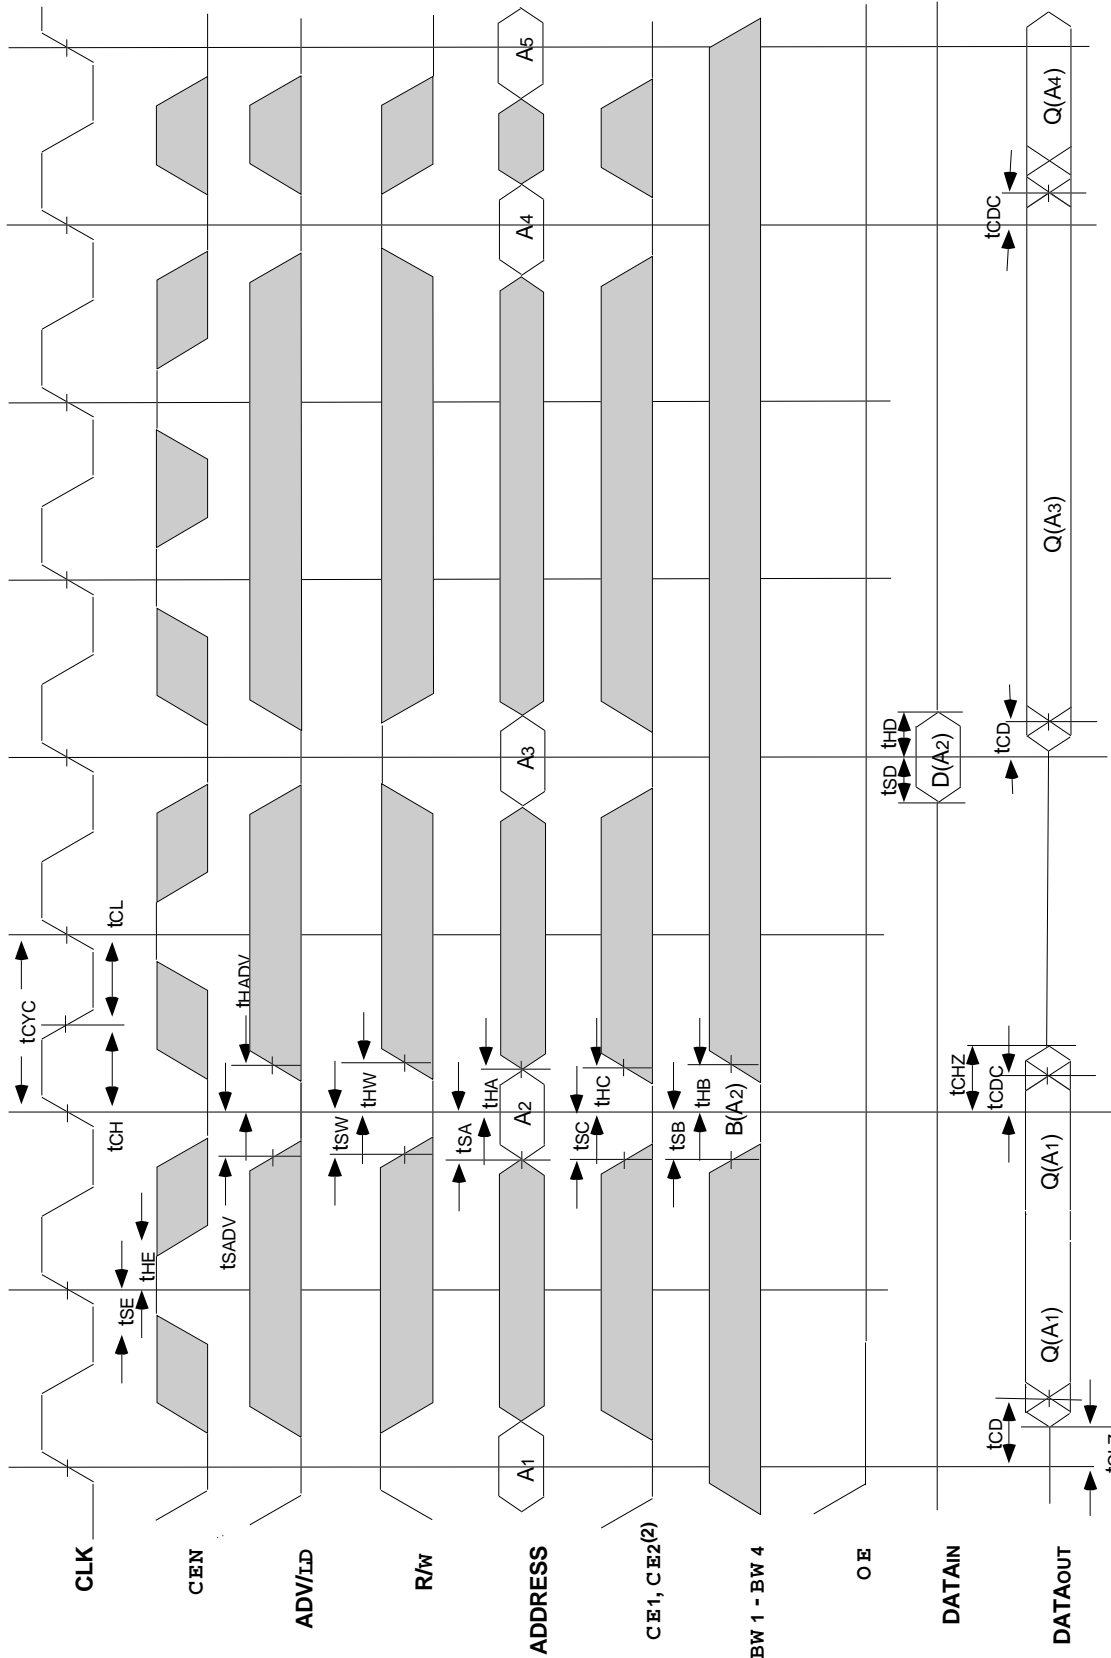 CLK
tCYC
tCH
tCL
CEN
tSE
tHE
ADV/LD
tSADV
tHADV
R/W
tSW
tHW
ADDRESS
A1
tSA
tHA
A2
A3
A4
A5
CE1, CE2(2)
tSC
tHC
BW1 - BW4
tSB
tHB
B(A2)
OE
DATAIN
tSD
tHD
D(A2)
DATAOUT
tCD
Q(A1)
Q(A1)
tCHZ
tCDC
tCD
Q(A3)
tCDC
Q(A4)